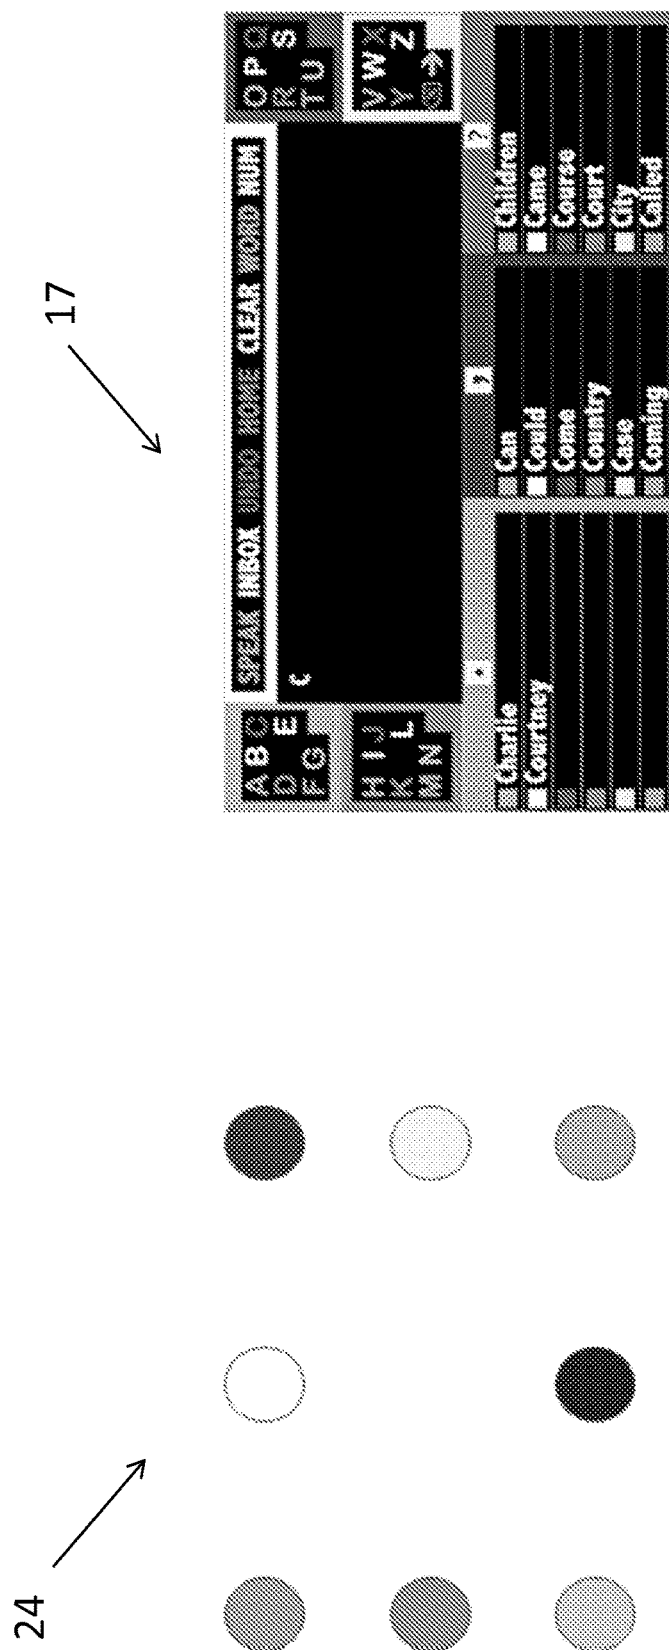 24
17
SPEAK INBOX CLEAR WORD NUM
A B C
D E
F G
H I J
K L
M N
C
O P Q
R S
T U
V W X
Y Z
.
Charlie
Courtney
,
Can
Could
Come
Country
Case
Coming
?
Children
Came
Course
Court
City
Called